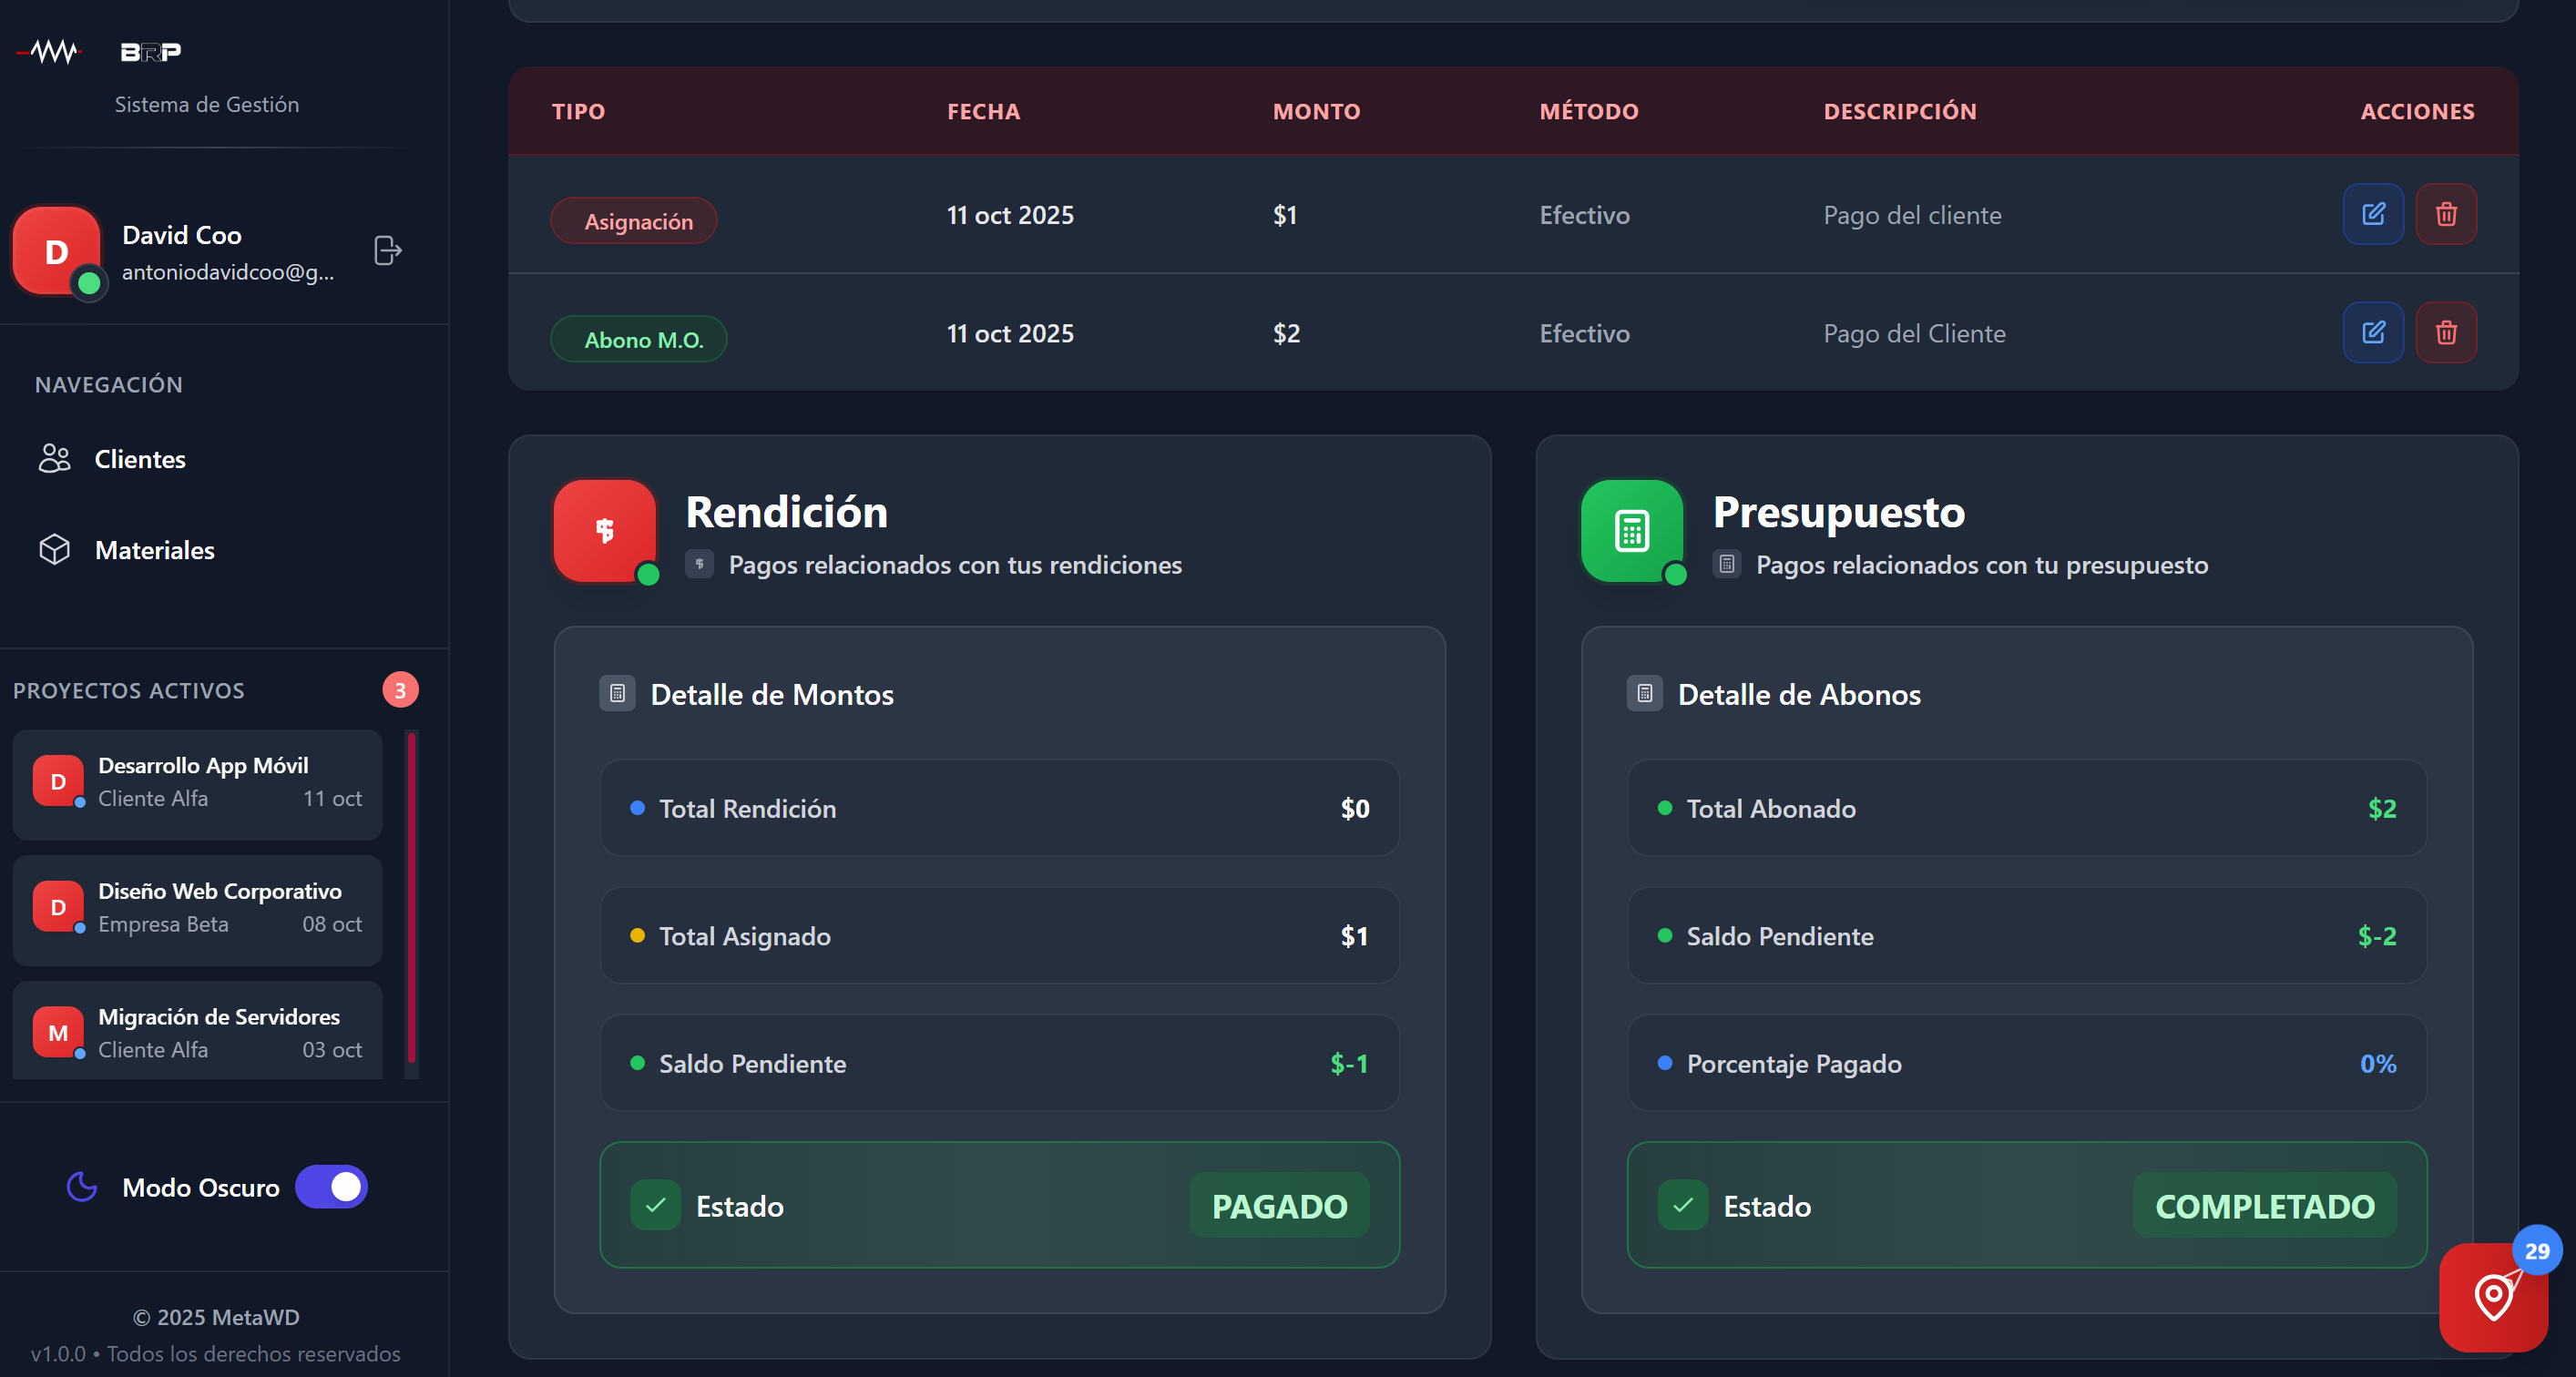 BRP
Sistema de Gestión
D
David Coo
antoniodavidcoo@g...
NAVEGACIÓN
Clientes
Materiales
PROYECTOS ACTIVOS 3
D
Desarrollo App Móvil
Cliente Alfa 11 oct
D
Diseño Web Corporativo
Empresa Beta 08 oct
M
Migración de Servidores
Cliente Alfa 03 oct
Modo Oscuro
© 2025 MetaWD
v1.0.0 • Todos los derechos reservados
TIPO FECHA MONTO MÉTODO DESCRIPCIÓN ACCIONES
Asignación 11 oct 2025 $1 Efectivo Pago del cliente
Abono M.O. 11 oct 2025 $2 Efectivo Pago del Cliente
Rendición
Pagos relacionados con tus rendiciones
Detalle de Montos
Total Rendición $0
Total Asignado $1
Saldo Pendiente $-1
Estado PAGADO
Presupuesto
Pagos relacionados con tu presupuesto
Detalle de Abonos
Total Abonado $2
Saldo Pendiente $-2
Porcentaje Pagado 0%
Estado COMPLETADO
29